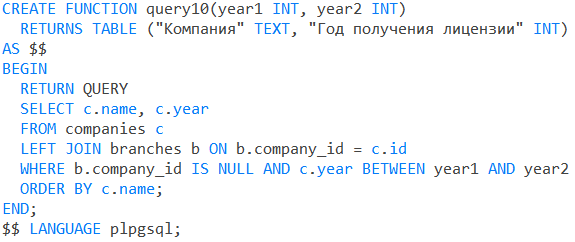 CREATE FUNCTION query10(year1 INT, year2 INT)
  RETURNS TABLE ("Компания" TEXT, "Год получения лицензии" INT)
AS $$
BEGIN
  RETURN QUERY
  SELECT c.name, c.year
  FROM companies c
  LEFT JOIN branches b ON b.company_id = c.id
  WHERE b.company_id IS NULL AND c.year BETWEEN year1 AND year2
  ORDER BY c.name;
END;
$$ LANGUAGE plpgsql;